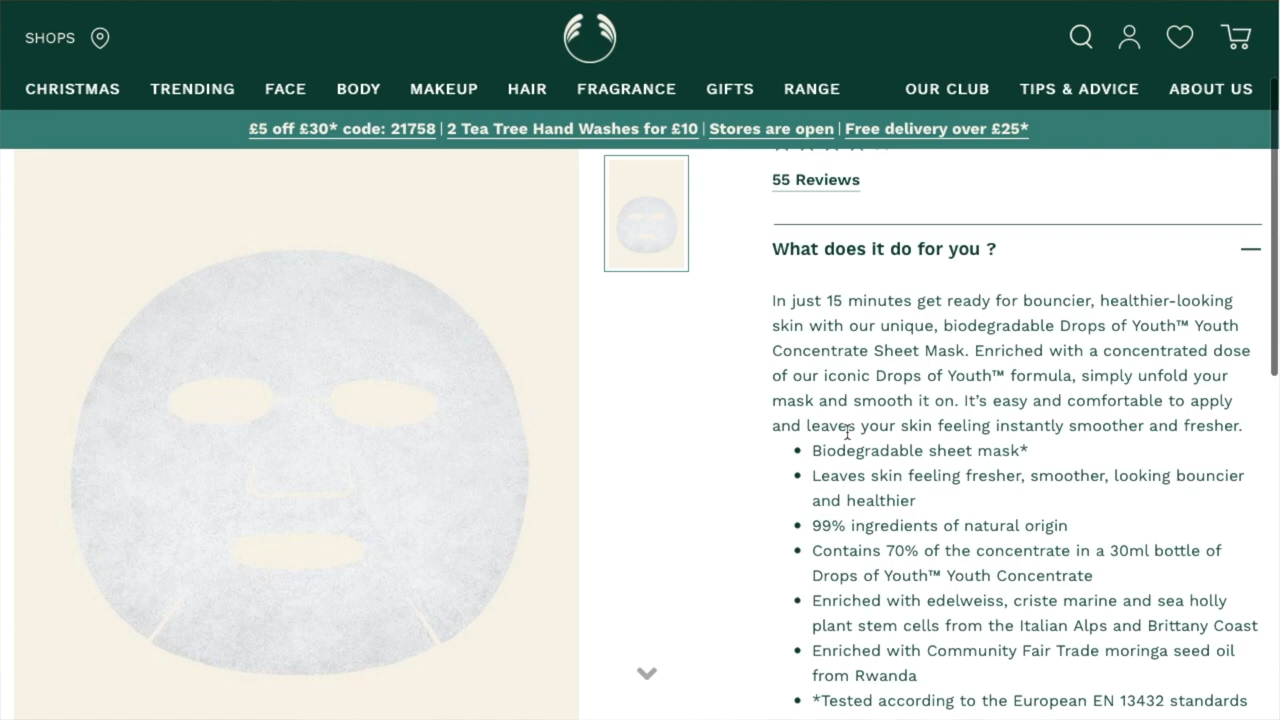 SHOPS
CHRISTMAS TRENDING FACE BODY MAKEUP HAIR FRAGRANCE GIFTS RANGE OUR CLUB TIPS & ADVICE ABOUT US
£5 off £30* code: 21758 | 2 Tea Tree Hand Washes for £10 | Stores are open | Free delivery over £25*
55 Reviews
What does it do for you ?
In just 15 minutes get ready for bouncier, healthier-looking
skin with our unique, biodegradable Drops of Youth™ Youth
Concentrate Sheet Mask. Enriched with a concentrated dose
of our iconic Drops of Youth™ formula, simply unfold your
mask and smooth it on. It’s easy and comfortable to apply
and leaves your skin feeling instantly smoother and fresher.
• Biodegradable sheet mask*
• Leaves skin feeling fresher, smoother, looking bouncier
and healthier
• 99% ingredients of natural origin
• Contains 70% of the concentrate in a 30ml bottle of
Drops of Youth™ Youth Concentrate
• Enriched with edelweiss, criste marine and sea holly
plant stem cells from the Italian Alps and Brittany Coast
• Enriched with Community Fair Trade moringa seed oil
from Rwanda
• *Tested according to the European EN 13432 standards